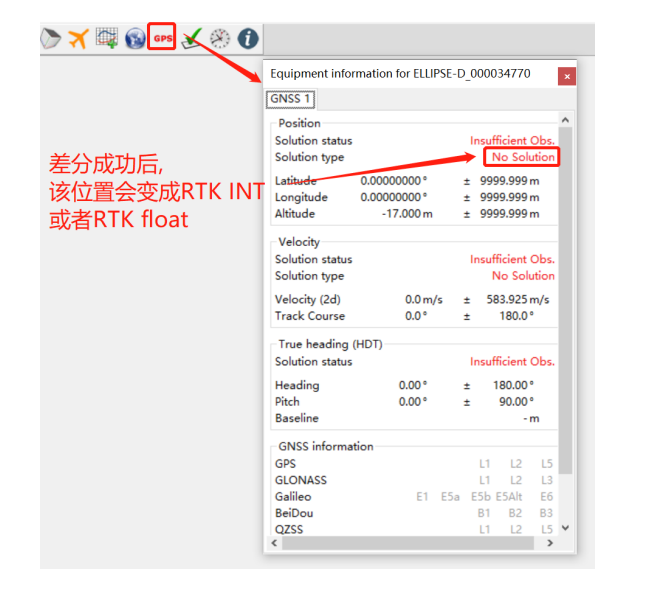 GPS
Equipment information for ELLIPSE-D_000034770
GNSS 1
Position
Solution status Insufficient Obs.
Solution type No Solution
Latitude 0.00000000 ° ± 9999.999 m
Longitude 0.00000000 ° ± 9999.999 m
Altitude -17.000 m ± 9999.999 m
差分成功后,
该位置会变成RTK INT
或者RTK float
Velocity
Solution status Insufficient Obs.
Solution type No Solution
Velocity (2d) 0.0 m/s ± 583.925 m/s
Track Course 0.0 ° ± 180.0 °
True heading (HDT)
Solution status Insufficient Obs.
Heading 0.00 ° ± 180.00 °
Pitch 0.00 ° ± 90.00 °
Baseline - m
GNSS information
GPS L1 L2 L5
GLONASS L1 L2 L3
Galileo E1 E5a E5b E5Alt E6
BeiDou B1 B2 B3
QZSS L1 L2 L5